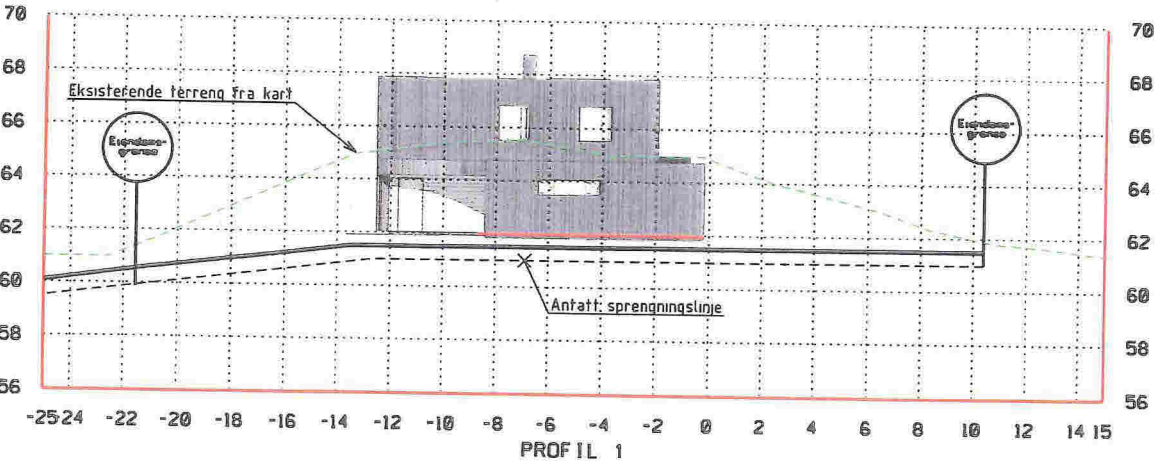 70
70
68
68
Eksisterende terreng fra kart
66
66
Eiendoms-
grense
Eiendoms-
grense
64
64
62
62
60
60
Antatt sprengningslinje
58
58
56
56
-25 -24 -22 -20 -18 -16 -14 -12 -10 -8 -6 -4 -2 0 2 4 6 8 10 12 14 15
PROFIL 1